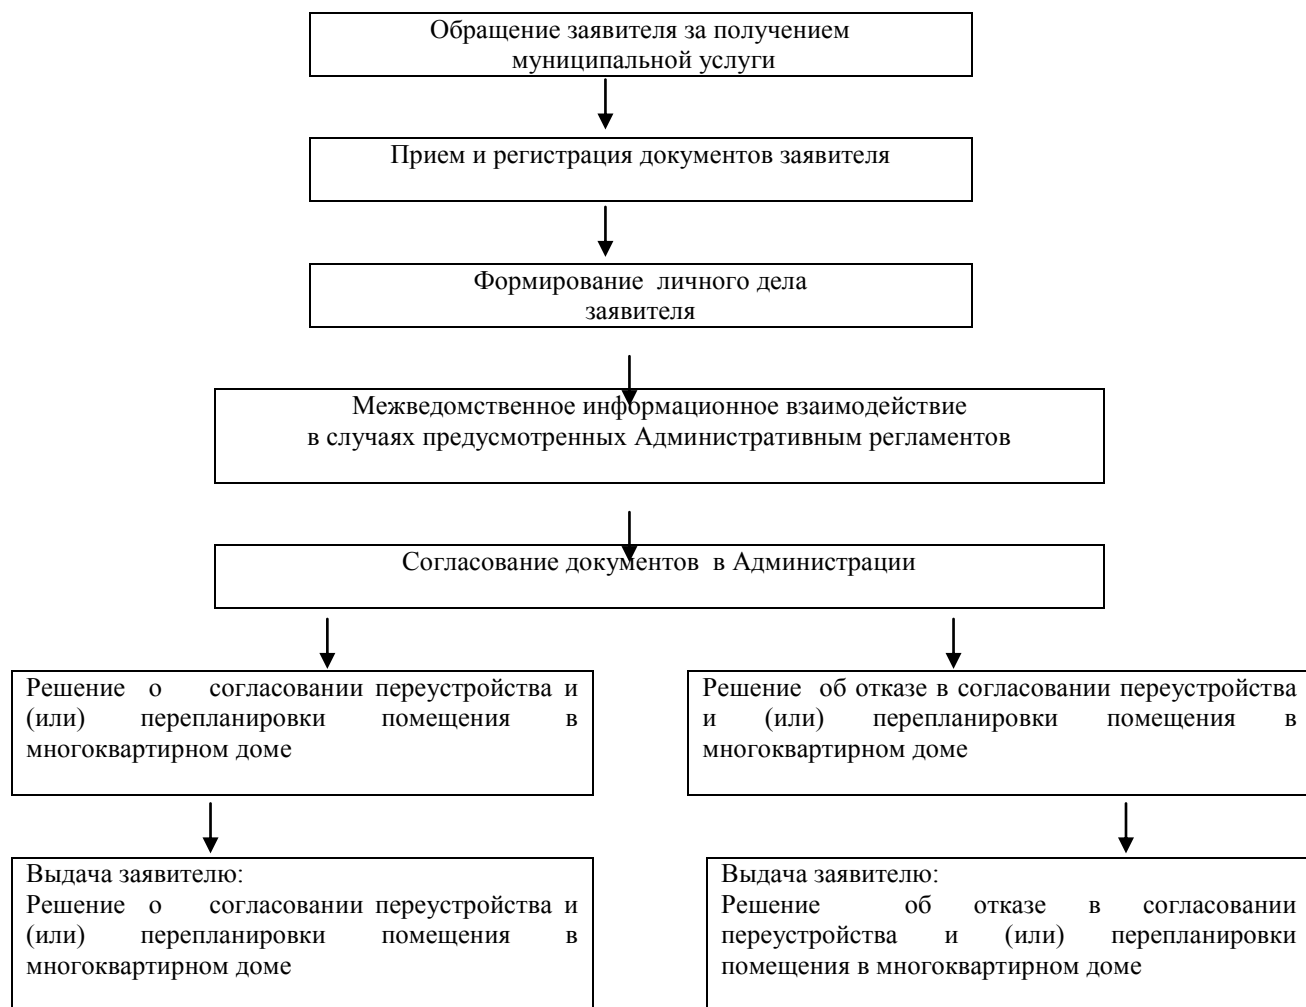 Обращение заявителя за получением
муниципальной услуги
Прием и регистрация документов заявителя
Формирование личного дела
заявителя
Межведомственное информационное взаимодействие
в случаях предусмотренных Административным регламентов
Согласование документов в Администрации
Решение о согласовании переустройства и
(или) перепланировки помещения в
многоквартирном доме
Решение об отказе в согласовании переустройства
и (или) перепланировки помещения в
многоквартирном доме
Выдача заявителю:
Решение о согласовании переустройства и
(или) перепланировки помещения в
многоквартирном доме
Выдача заявителю:
Решение об отказе в согласовании
переустройства и (или) перепланировки
помещения в многоквартирном доме